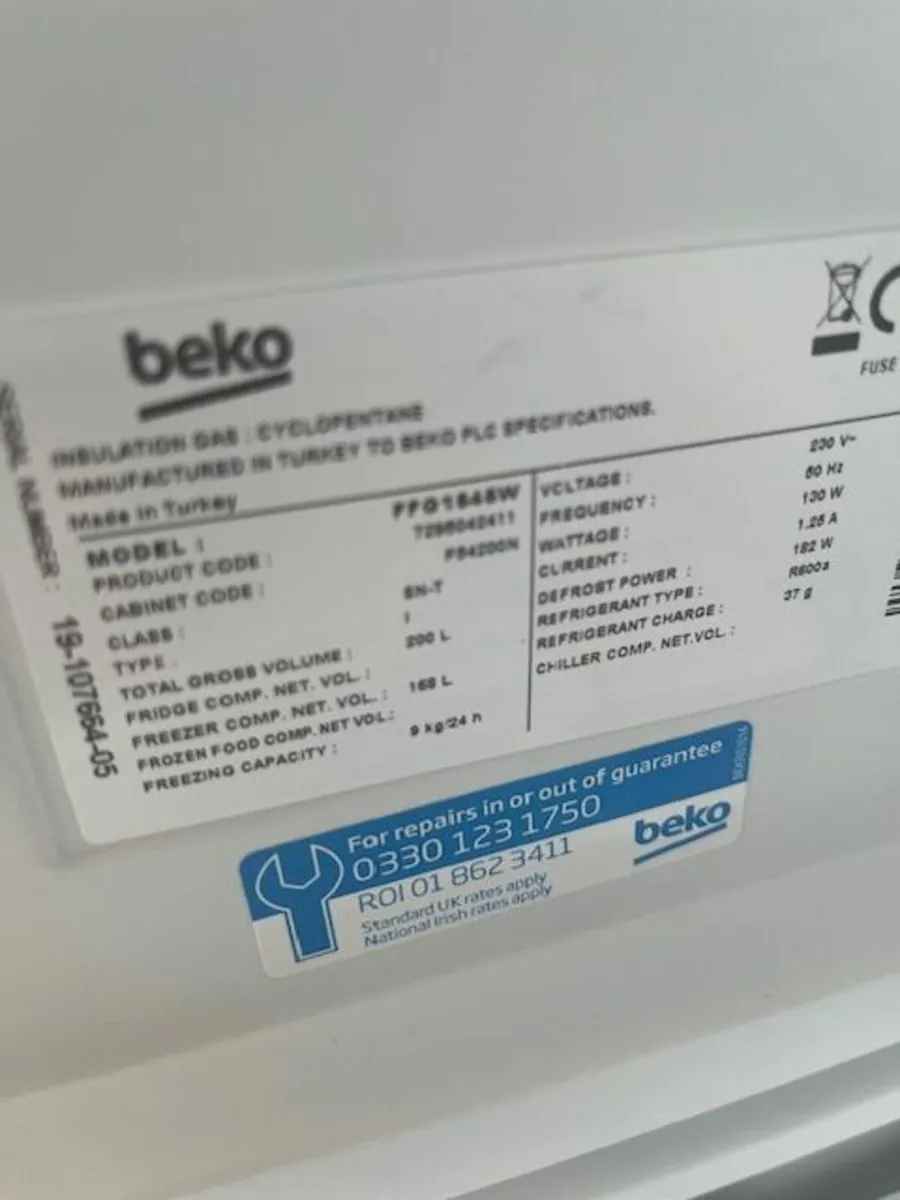 beko
FUSE
INSULATION GAS : CYCLOPENTANE
MANUFACTURED IN TURKEY TO BEKO PLC SPECIFICATIONS.
Made in Turkey
SERIAL NUMBER : 19-107664-05
MODEL :
PRODUCT CODE :
CABINET CODE :
CLASS : SN-T
TYPE . I
TOTAL GROSS VOLUME : 200 L
FRIDGE COMP. NET. VOL. :
FREEZER COMP. NET. VOL. : 168 L
FROZEN FOOD COMP. NET VOL.:
FREEZING CAPACITY : 9 kg/24 h
VOLTAGE : 230 V~
FREQUENCY : 50 Hz
WATTAGE : 130 W
CURRENT : 1.25 A
DEFROST POWER : 182 W
REFRIGERANT TYPE : R600a
REFRIGERANT CHARGE : 37 g
CHILLER COMP. NET.VOL. :
For repairs in or out of guarantee
0330 123 1750
ROI 01 862 3411
Standard UK rates apply
National Irish rates apply
beko